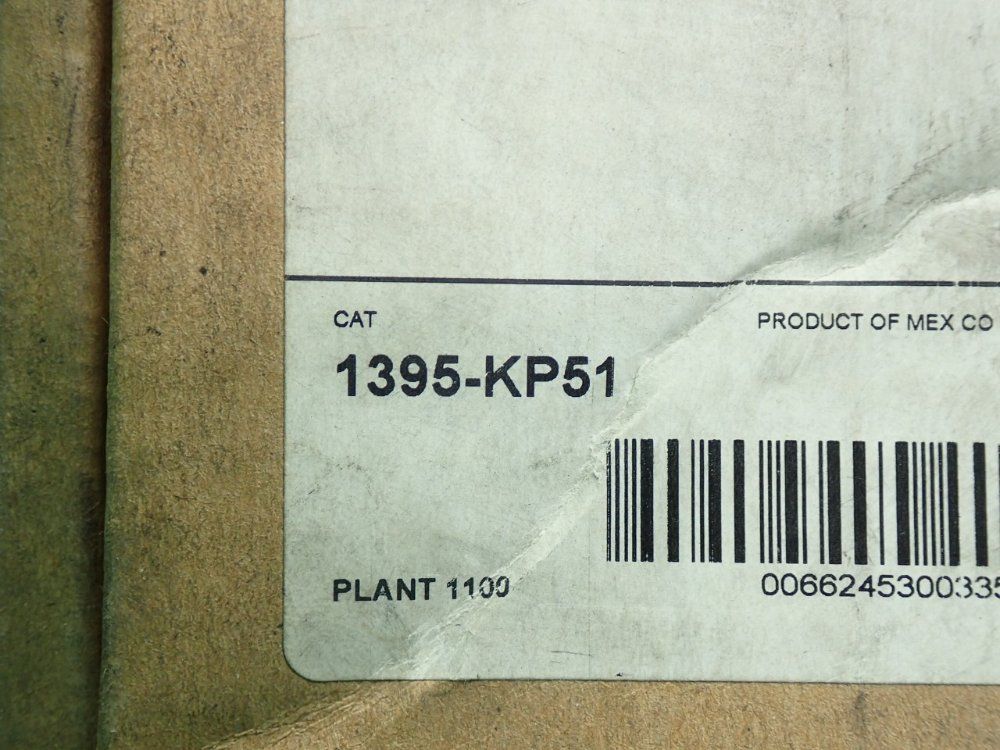 CAT
PRODUCT OF MEX CO
1395-KP51
PLANT 1100
0066245300335